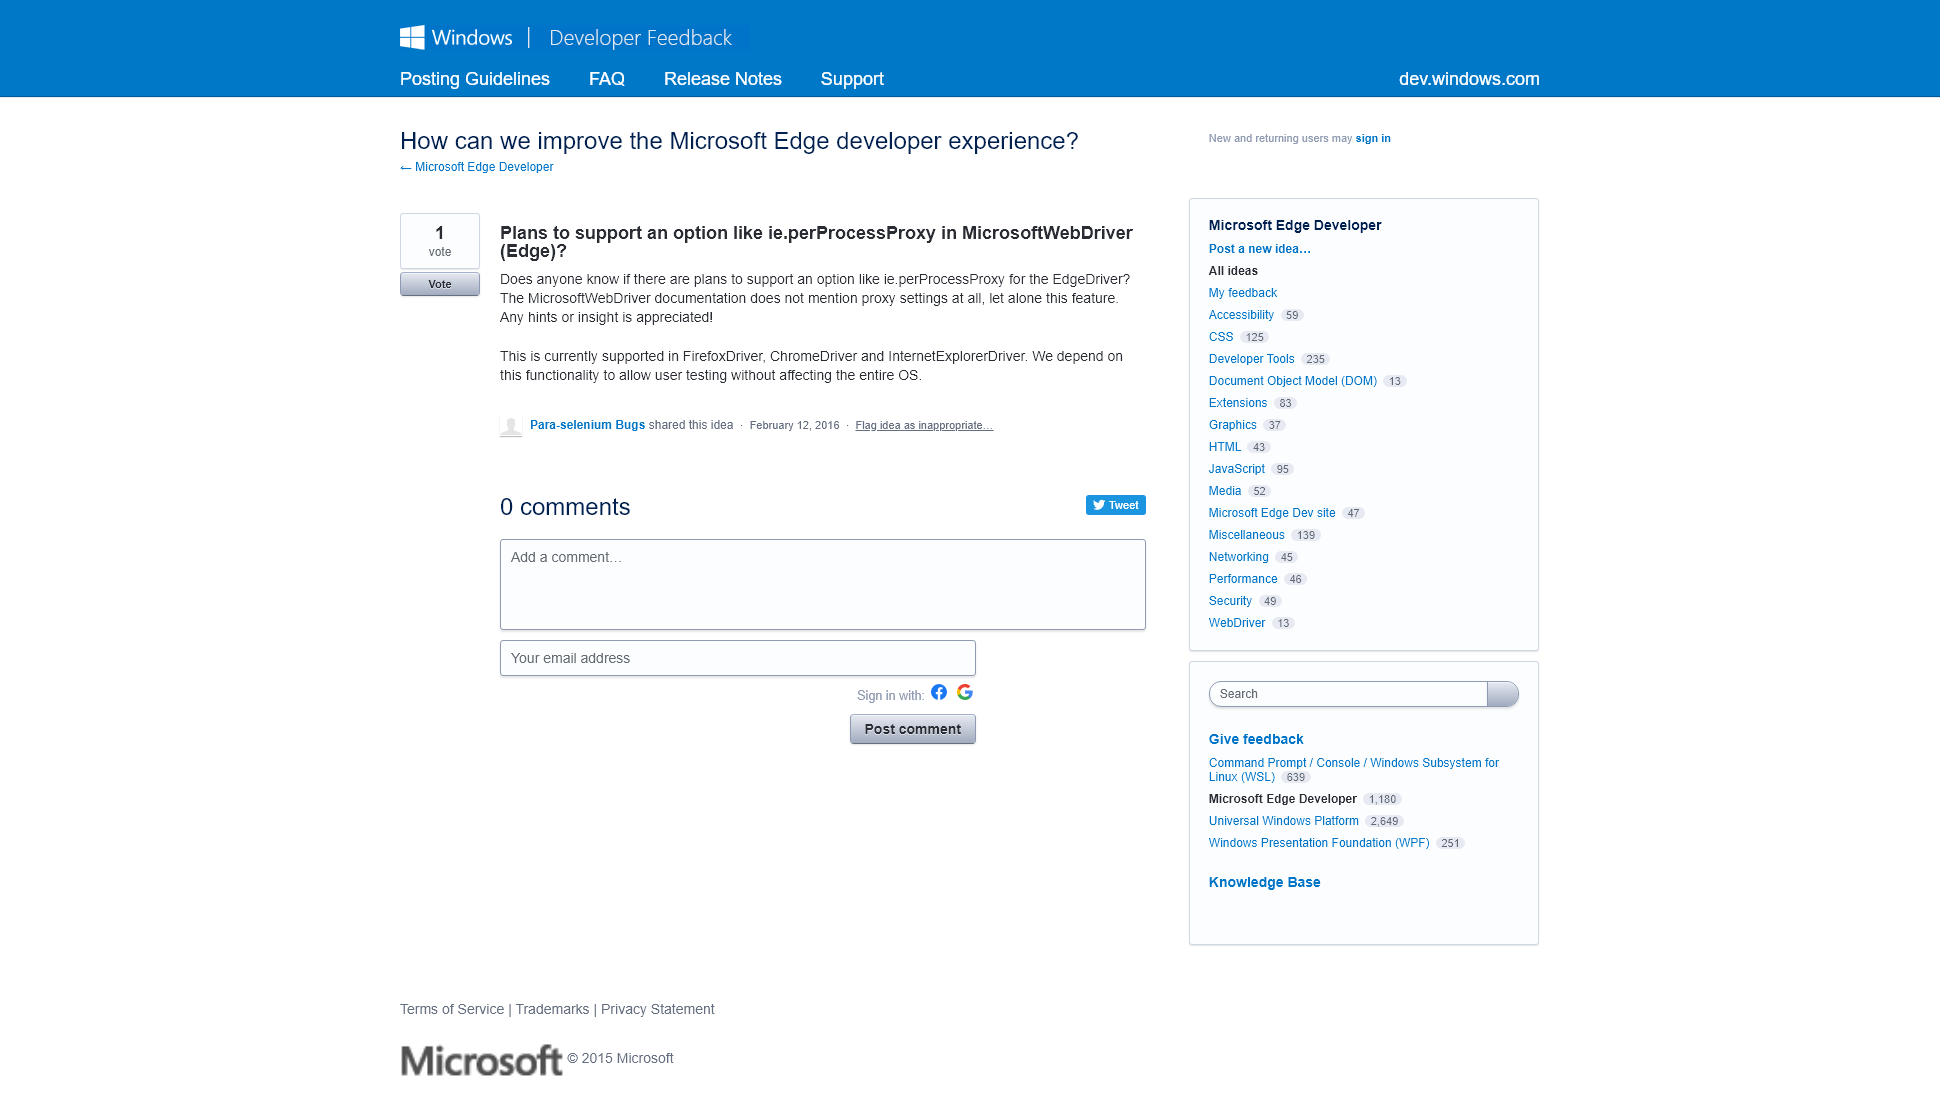 Windows | Developer Feedback
Posting Guidelines FAQ Release Notes Support dev.windows.com
How can we improve the Microsoft Edge developer experience?
← Microsoft Edge Developer
New and returning users may sign in
1
vote
Vote
Plans to support an option like ie.perProcessProxy in MicrosoftWebDriver
(Edge)?
Does anyone know if there are plans to support an option like ie.perProcessProxy for the EdgeDriver?
The MicrosoftWebDriver documentation does not mention proxy settings at all, let alone this feature.
Any hints or insight is appreciated!
This is currently supported in FirefoxDriver, ChromeDriver and InternetExplorerDriver. We depend on
this functionality to allow user testing without affecting the entire OS.
Para-selenium Bugs shared this idea · February 12, 2016 · Flag idea as inappropriate…
0 comments
Tweet
Add a comment…
Your email address
Sign in with:
Post comment
Microsoft Edge Developer
Post a new idea…
All ideas
My feedback
Accessibility 59
CSS 125
Developer Tools 235
Document Object Model (DOM) 13
Extensions 83
Graphics 37
HTML 43
JavaScript 95
Media 52
Microsoft Edge Dev site 47
Miscellaneous 139
Networking 45
Performance 46
Security 49
WebDriver 13
Search
Give feedback
Command Prompt / Console / Windows Subsystem for
Linux (WSL) 639
Microsoft Edge Developer 1,180
Universal Windows Platform 2,649
Windows Presentation Foundation (WPF) 251
Knowledge Base
Terms of Service | Trademarks | Privacy Statement
Microsoft © 2015 Microsoft